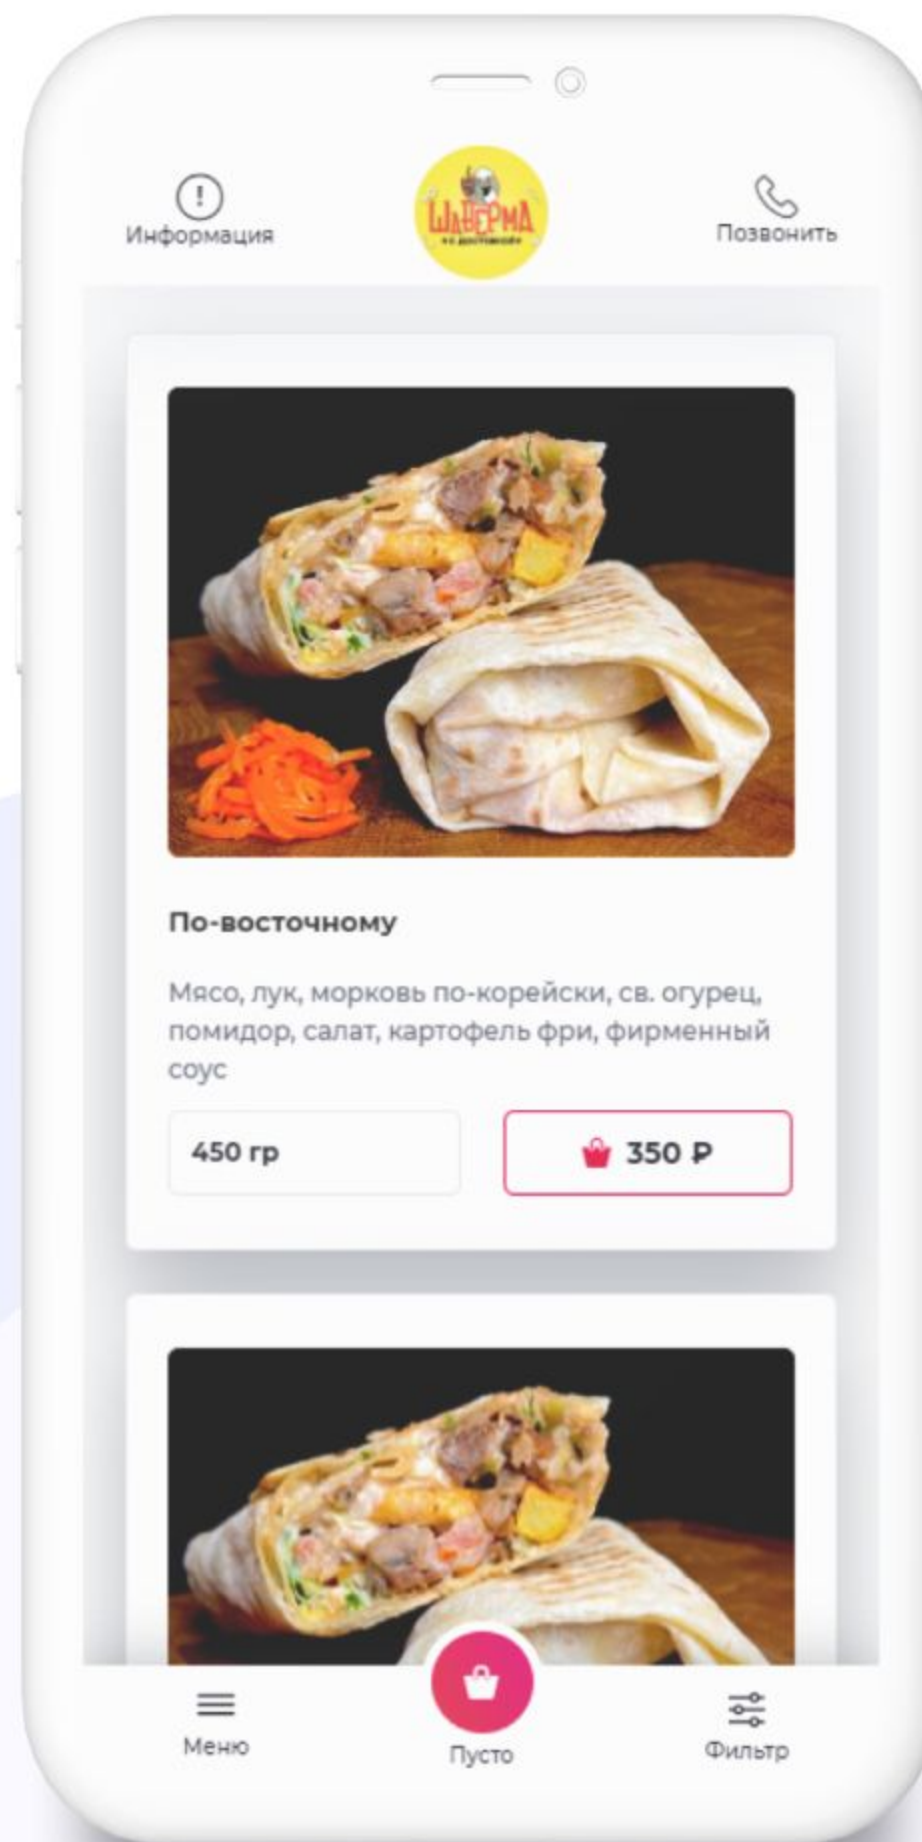 Информация
ШАВЕРМА
С ДОСТАВКОЙ
Позвонить
По-восточному
Мясо, лук, морковь по-корейски, св. огурец,
помидор, салат, картофель фри, фирменный
соус
450 гр
350 ₽
Меню
Пусто
Фильтр